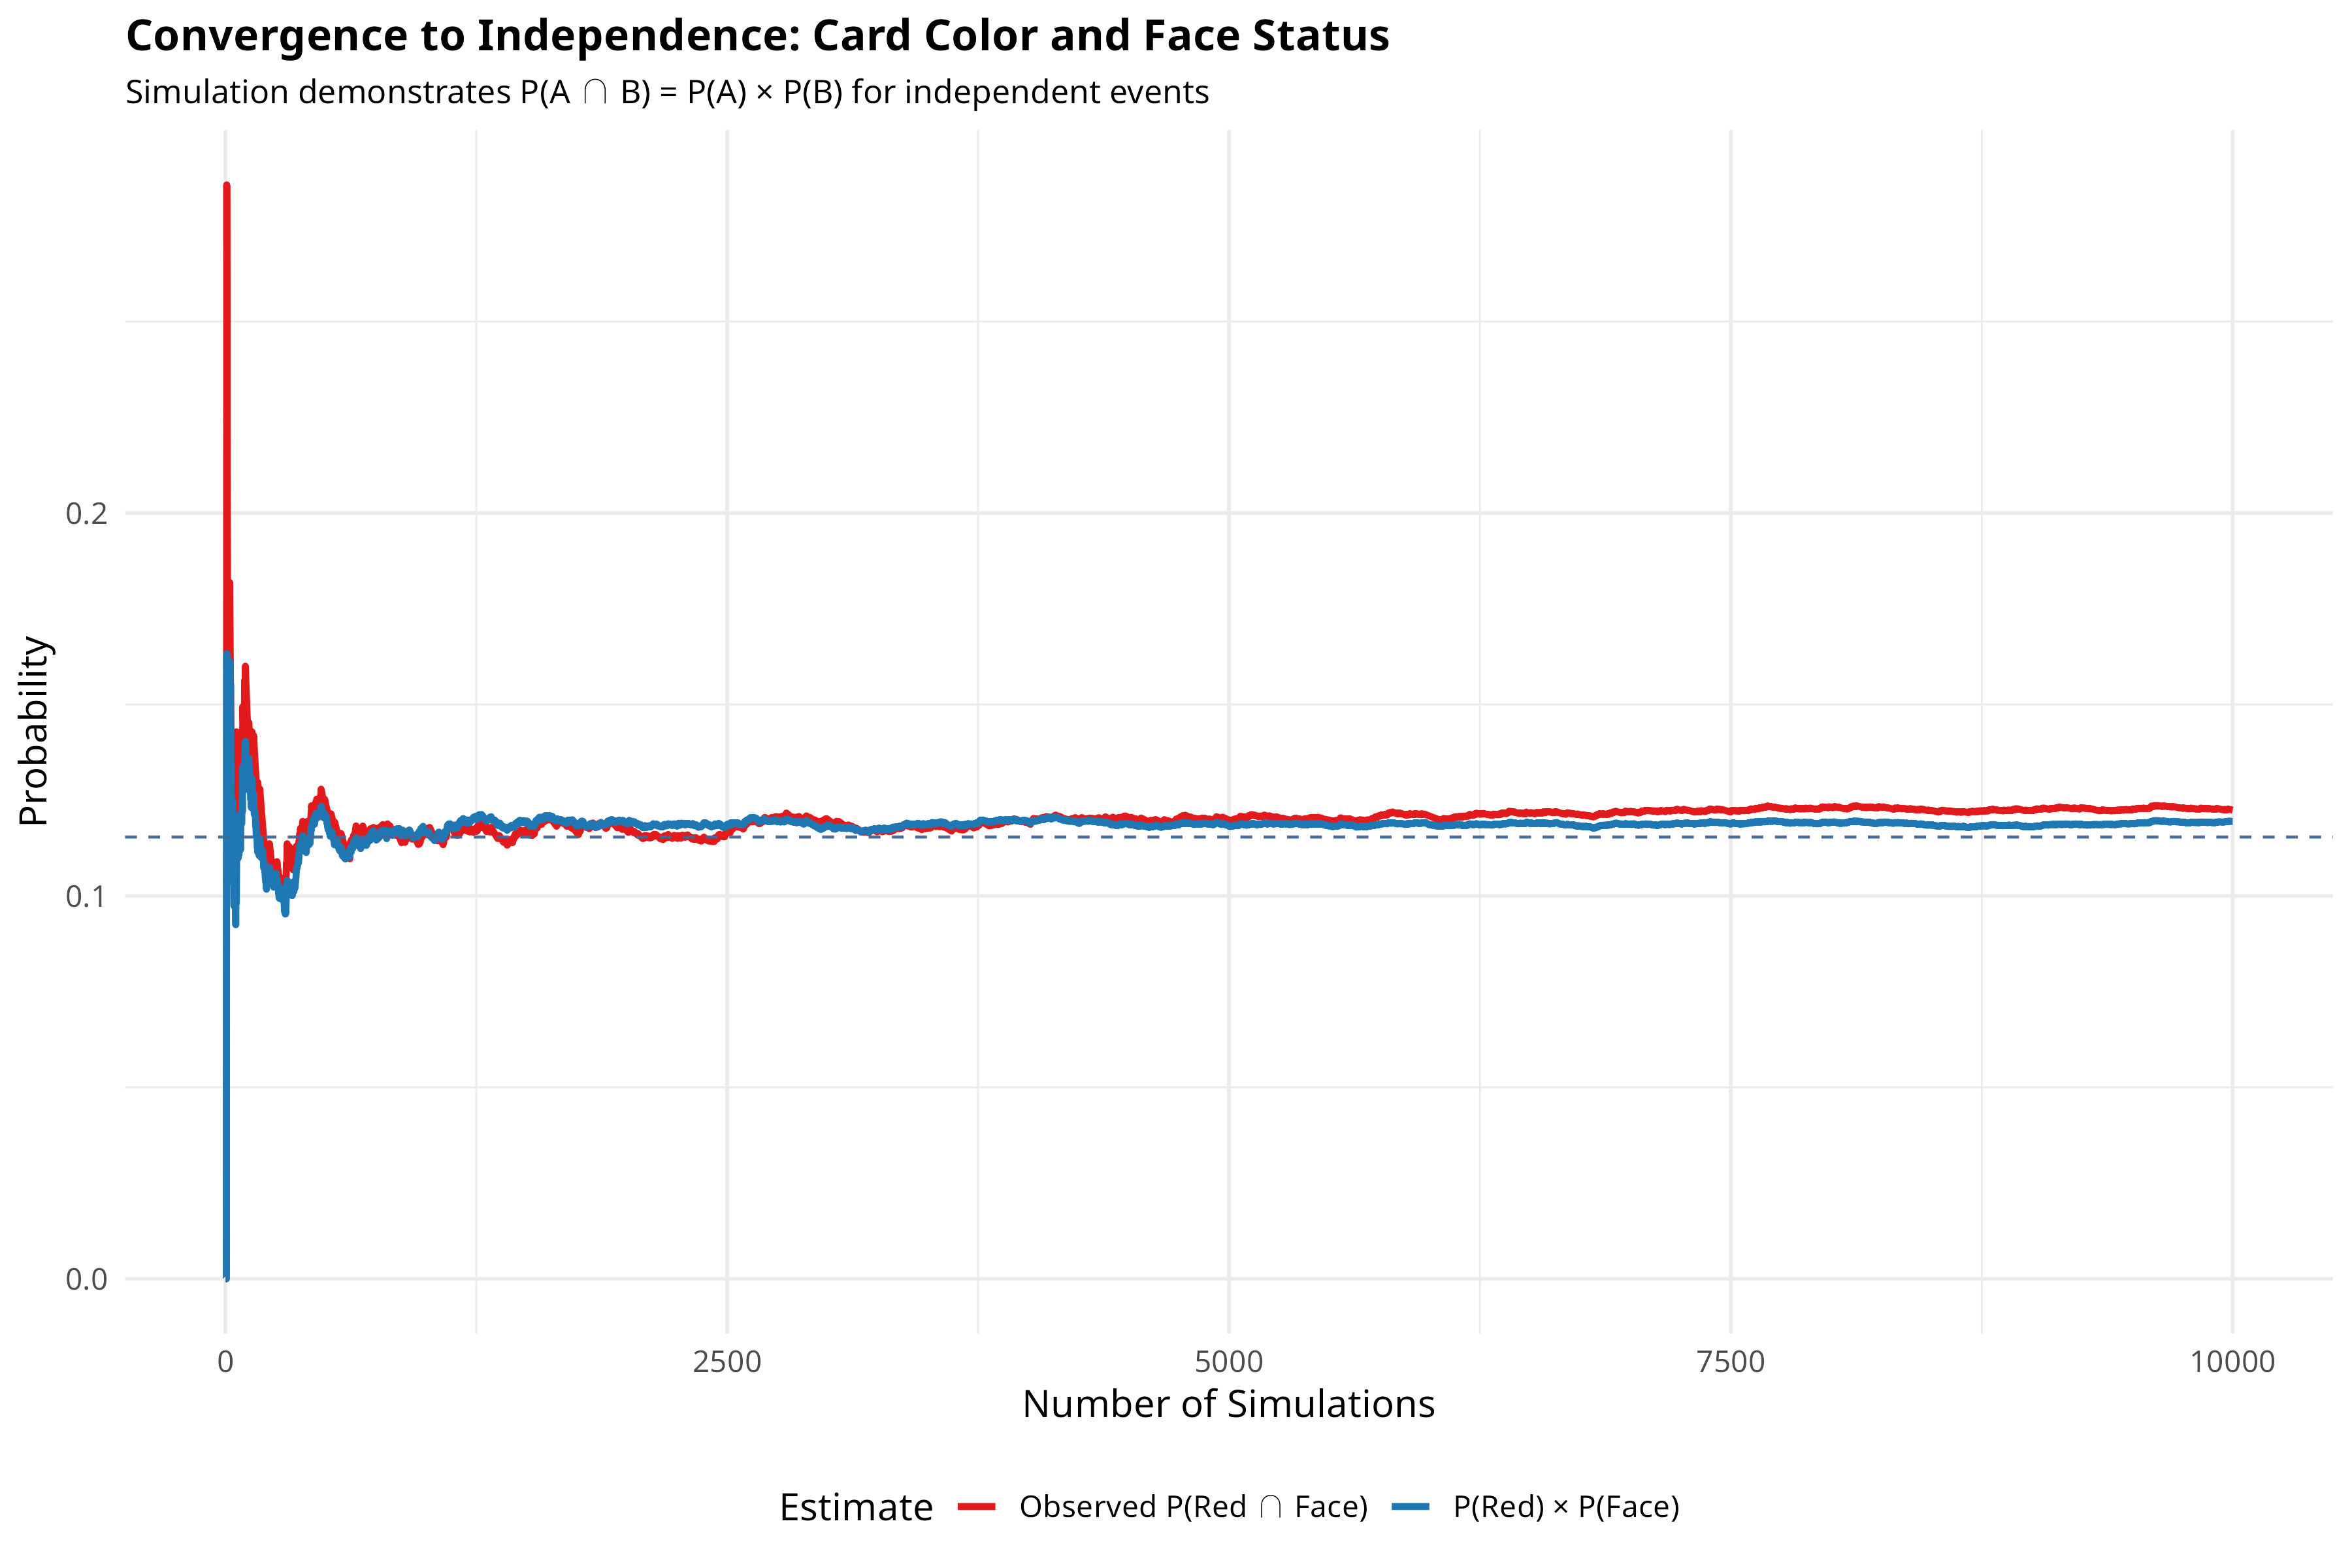 Convergence to Independence: Card Color and Face Status
Simulation demonstrates P(A ∩ B) = P(A) × P(B) for independent events
Probability
0.2
0.1
0.0
0 2500 5000 7500 10000
Number of Simulations
Estimate Observed P(Red ∩ Face) P(Red) × P(Face)